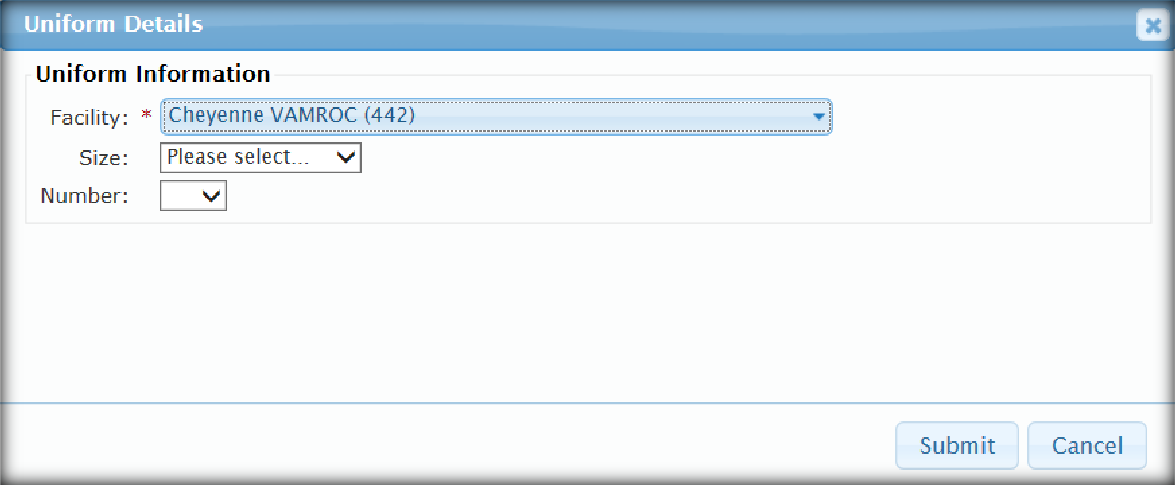 Uniform Details
Uniform Information
Facility: * Cheyenne VAMROC (442)
Size: Please select...
Number:
Submit Cancel